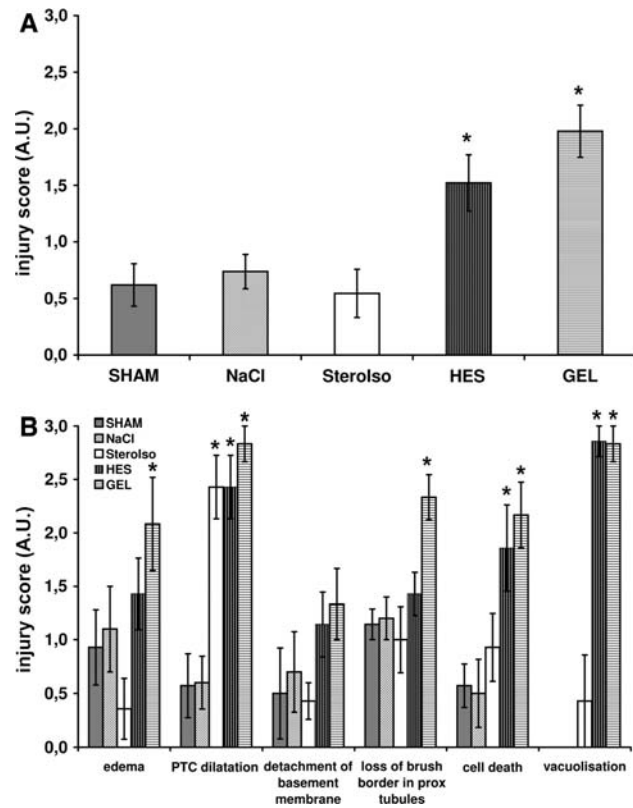 A
injury score (A.U.)
3,5
3,0
2,5
2,0
1,5
1,0
0,5
0,0
*
*
SHAM NaCl SteroIso HES GEL
B
injury score (A.U.)
3,0
2,5
2,0
1,5
1,0
0,5
0,0
SHAM
NaCl
SteroIso
HES
GEL
*
* * *
*
* *
* *
edema PTC dilatation detachment of loss of brush cell death vacuolisation
basement border in prox
membrane tubules